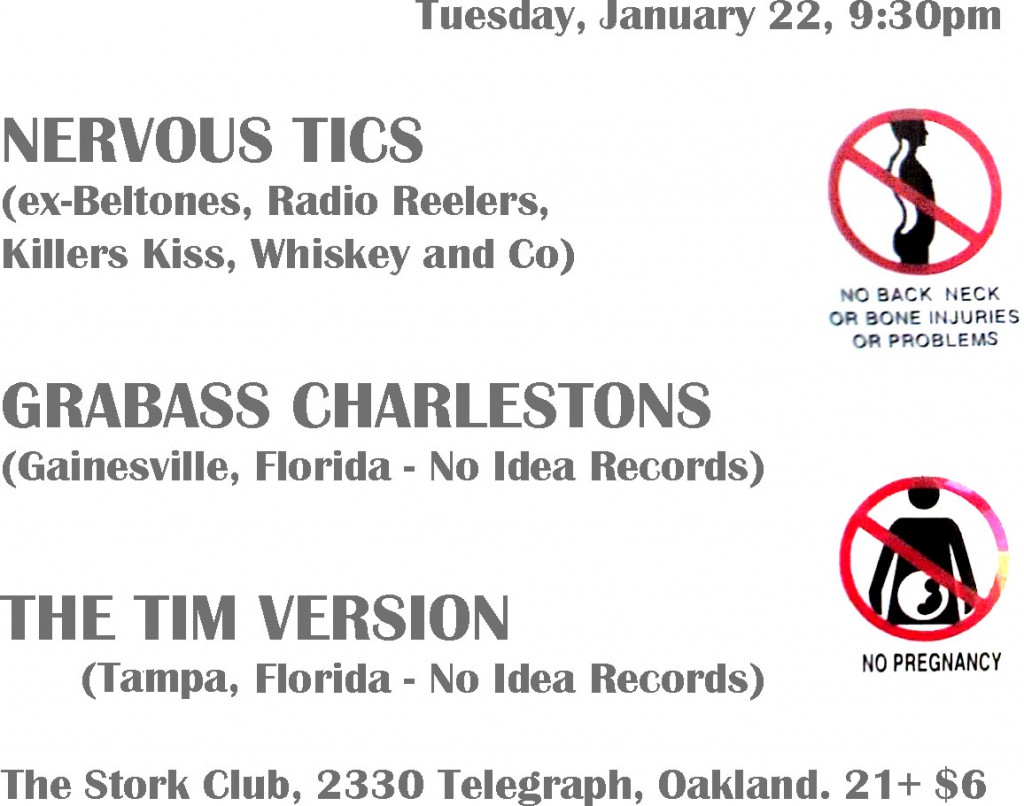 Tuesday, January 22, 9:30pm
NERVOUS TICS
(ex-Beltones, Radio Reelers,
Killers Kiss, Whiskey and Co)
NO BACK NECK
OR BONE INJURIES
OR PROBLEMS
GRABASS CHARLESTONS
(Gainesville, Florida - No Idea Records)
THE TIM VERSION
(Tampa, Florida - No Idea Records)
NO PREGNANCY
The Stork Club, 2330 Telegraph, Oakland. 21+ $6